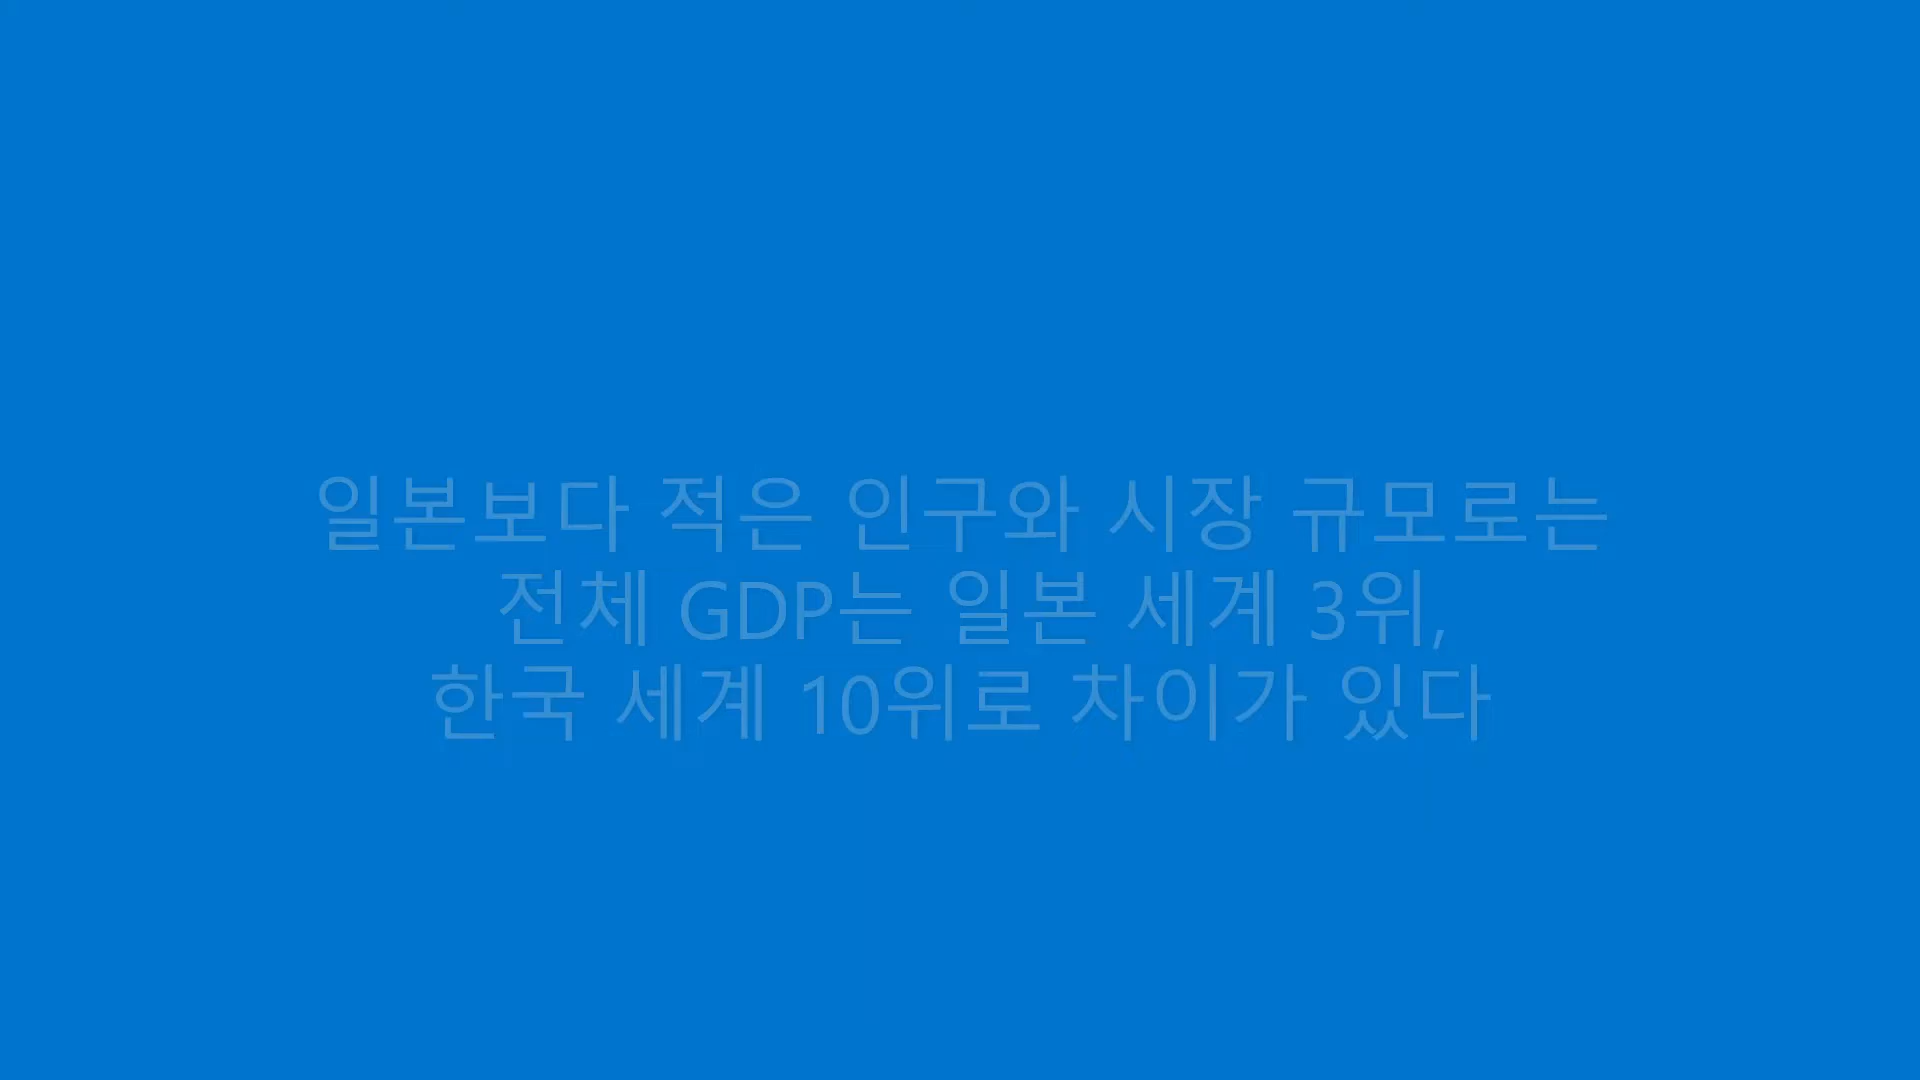 일본보다 적은 인구와 시장 규모로는
전체 GDP는 일본 세계 3위,
한국 세계 10위로 차이가 있다